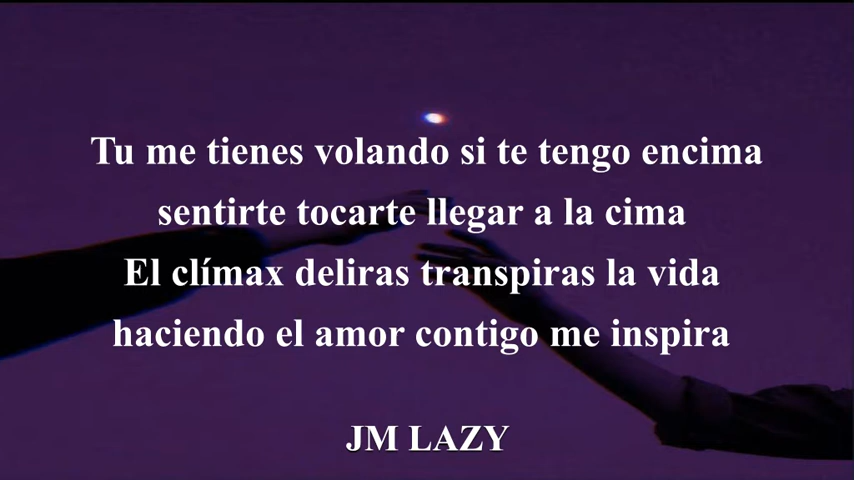 Tu me tienes volando si te tengo encima
sentirte tocarte llegar a la cima
El clímax deliras transpiras la vida
haciendo el amor contigo me inspira
JM LAZY